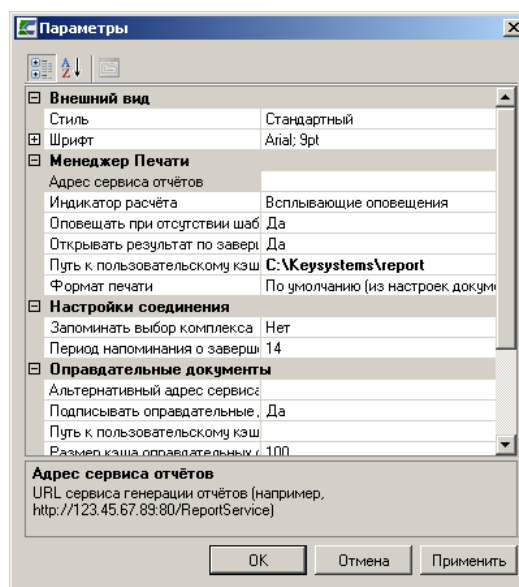 Параметры
Внешний вид
Стиль Стандартный
Шрифт Arial; 9pt
Менеджер Печати
Адрес сервиса отчётов
Индикатор расчёта Всплывающие оповещения
Оповещать при отсутствии шаб Да
Открывать результат по заверш Да
Путь к пользовательскому кэш C:\Keysystems\report
Формат печати По умолчанию (из настроек докум
Настройки соединения
Запоминать выбор комплекса Нет
Период напоминания о заверш 14
Оправдательные документы
Альтернативный адрес сервиса
Подписывать оправдательные Да
Путь к пользовательскому кэш
Размер кэша оправдательных 100
Адрес сервиса отчётов
URL сервиса генерации отчётов (например,
http://123.45.67.89:80/ReportService)
OK Отмена Применить